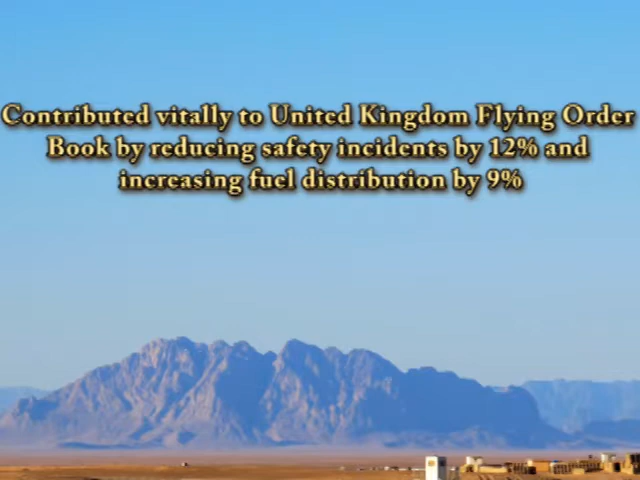 Contributed vitally to United Kingdom Flying Order
Book by reducing safety incidents by 12% and
increasing fuel distribution by 9%